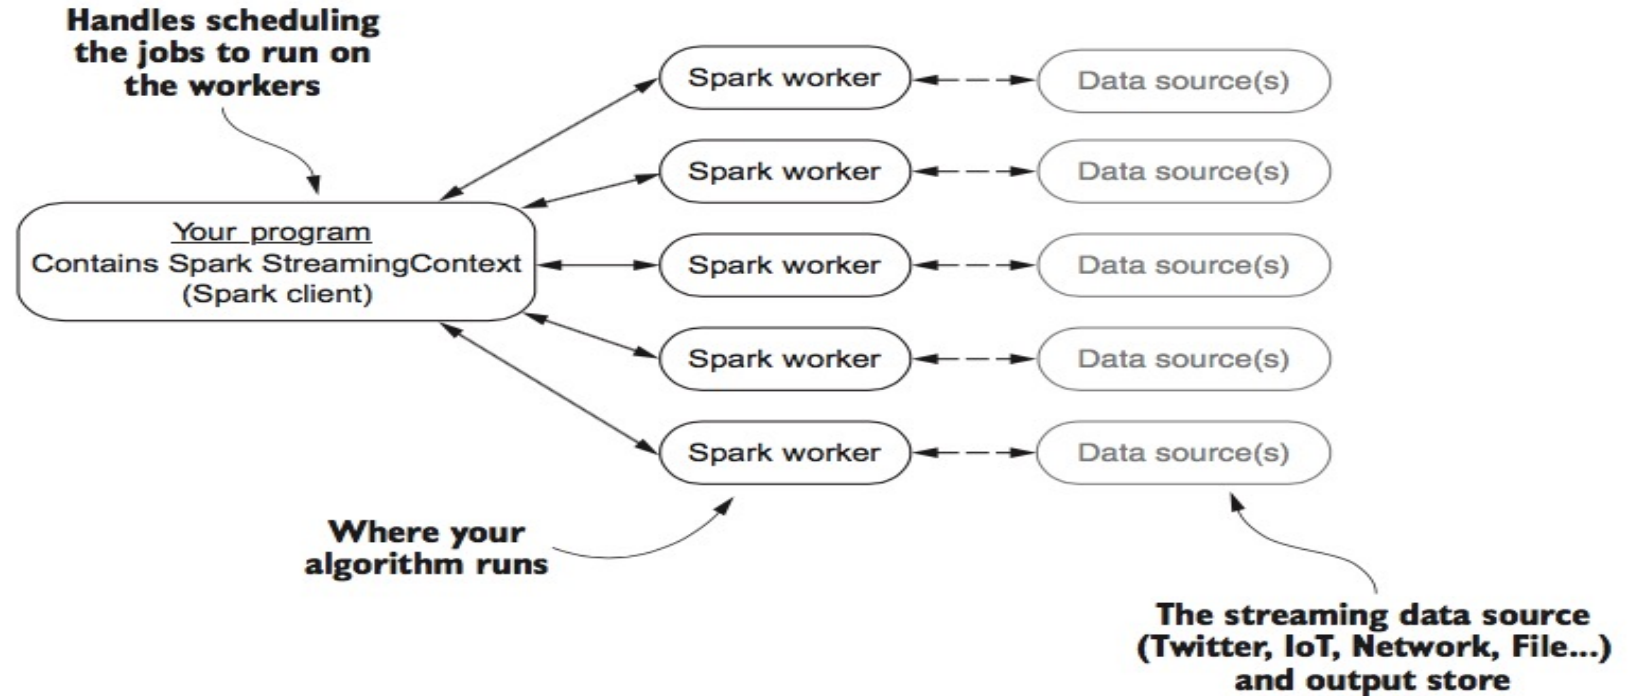 Handles scheduling
the jobs to run on
the workers
Your program
Contains Spark StreamingContext
(Spark client)
Spark worker
Data source(s)
Spark worker
Data source(s)
Spark worker
Data source(s)
Spark worker
Data source(s)
Spark worker
Data source(s)
Where your
algorithm runs
The streaming data source
(Twitter, IoT, Network, File...)
and output store